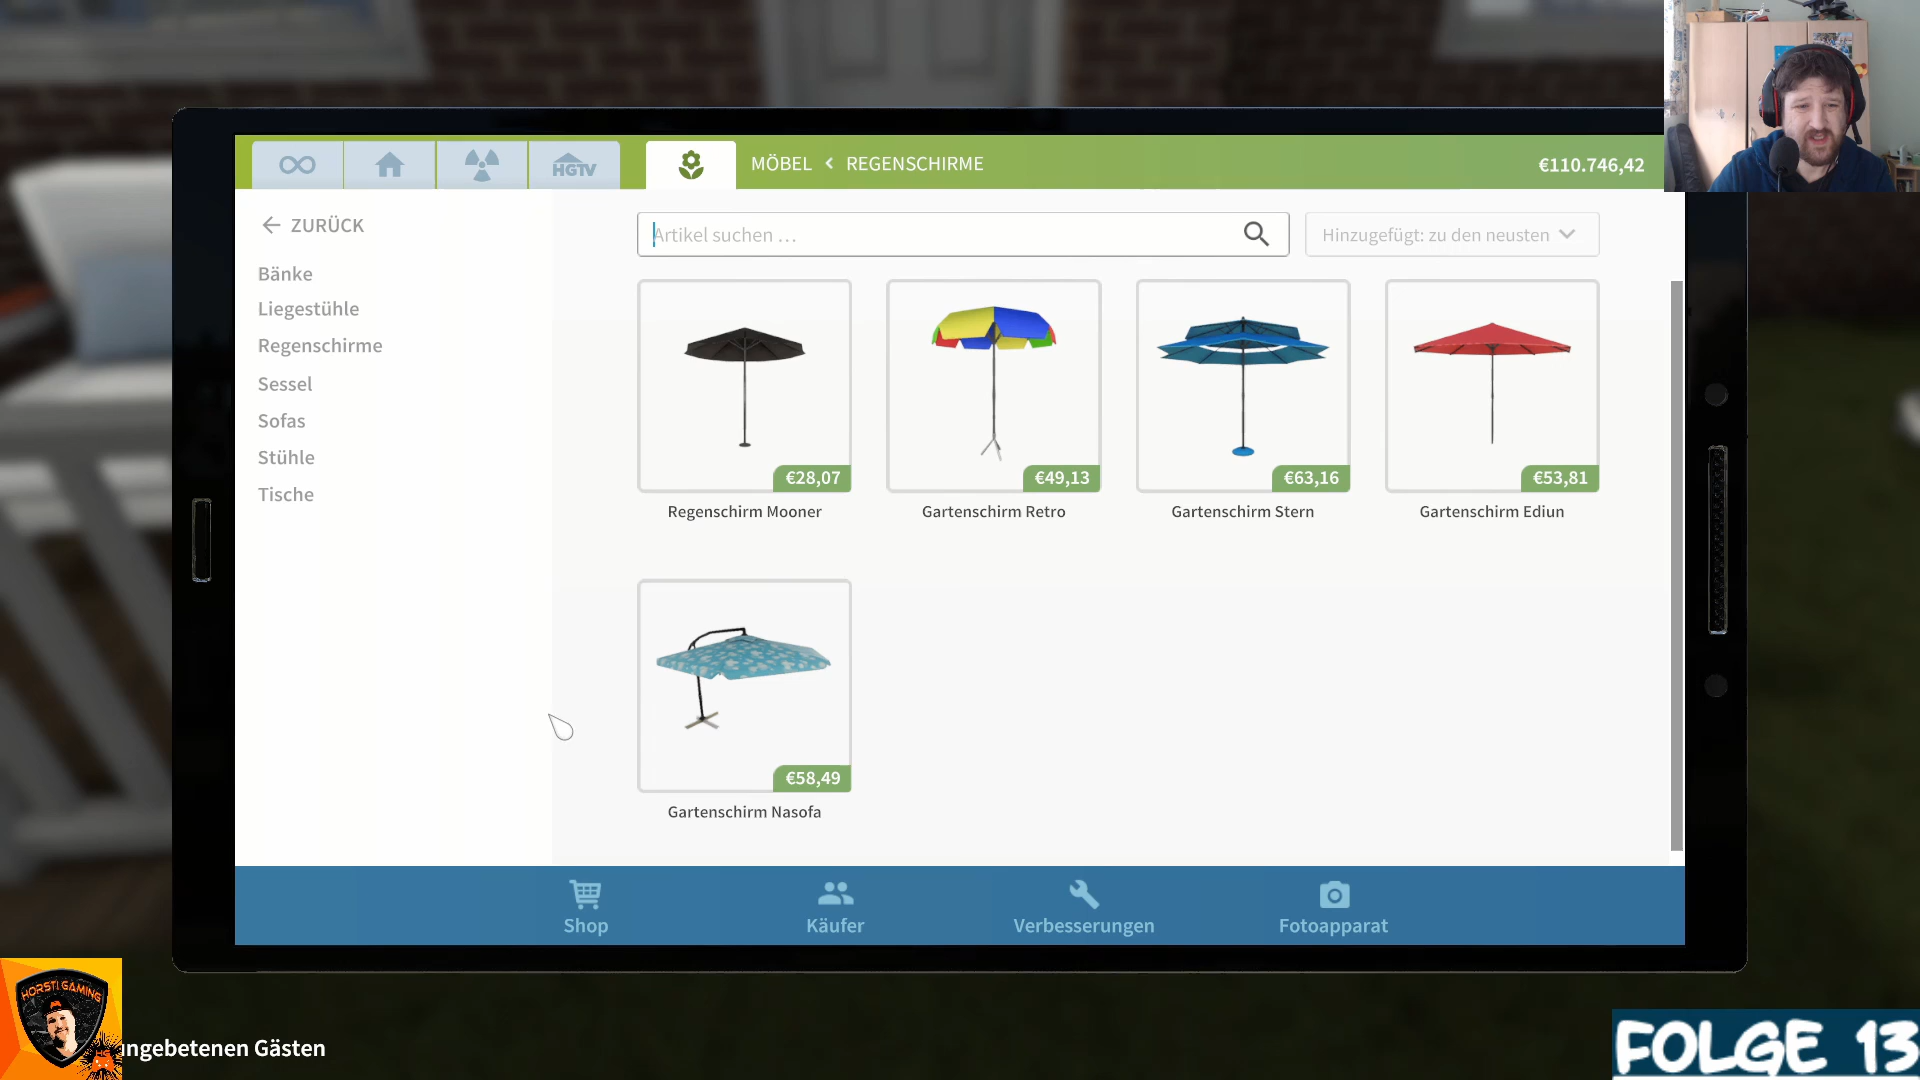 HGTV
MÖBEL < REGENSCHIRME
€110.746,42
ZURÜCK
Artikel suchen ...
Hinzugefügt: zu den neusten
Bänke
Liegestühle
Regenschirme
Sessel
Sofas
Stühle
Tische
€28,07
€49,13
€63,16
€53,81
Regenschirm Mooner
Gartenschirm Retro
Gartenschirm Stern
Gartenschirm Ediun
€58,49
Gartenschirm Nasofa
Shop
Käufer
Verbesserungen
Fotoapparat
HORSTI GAMING
HG
ngebetenen Gästen
FOLGE 13